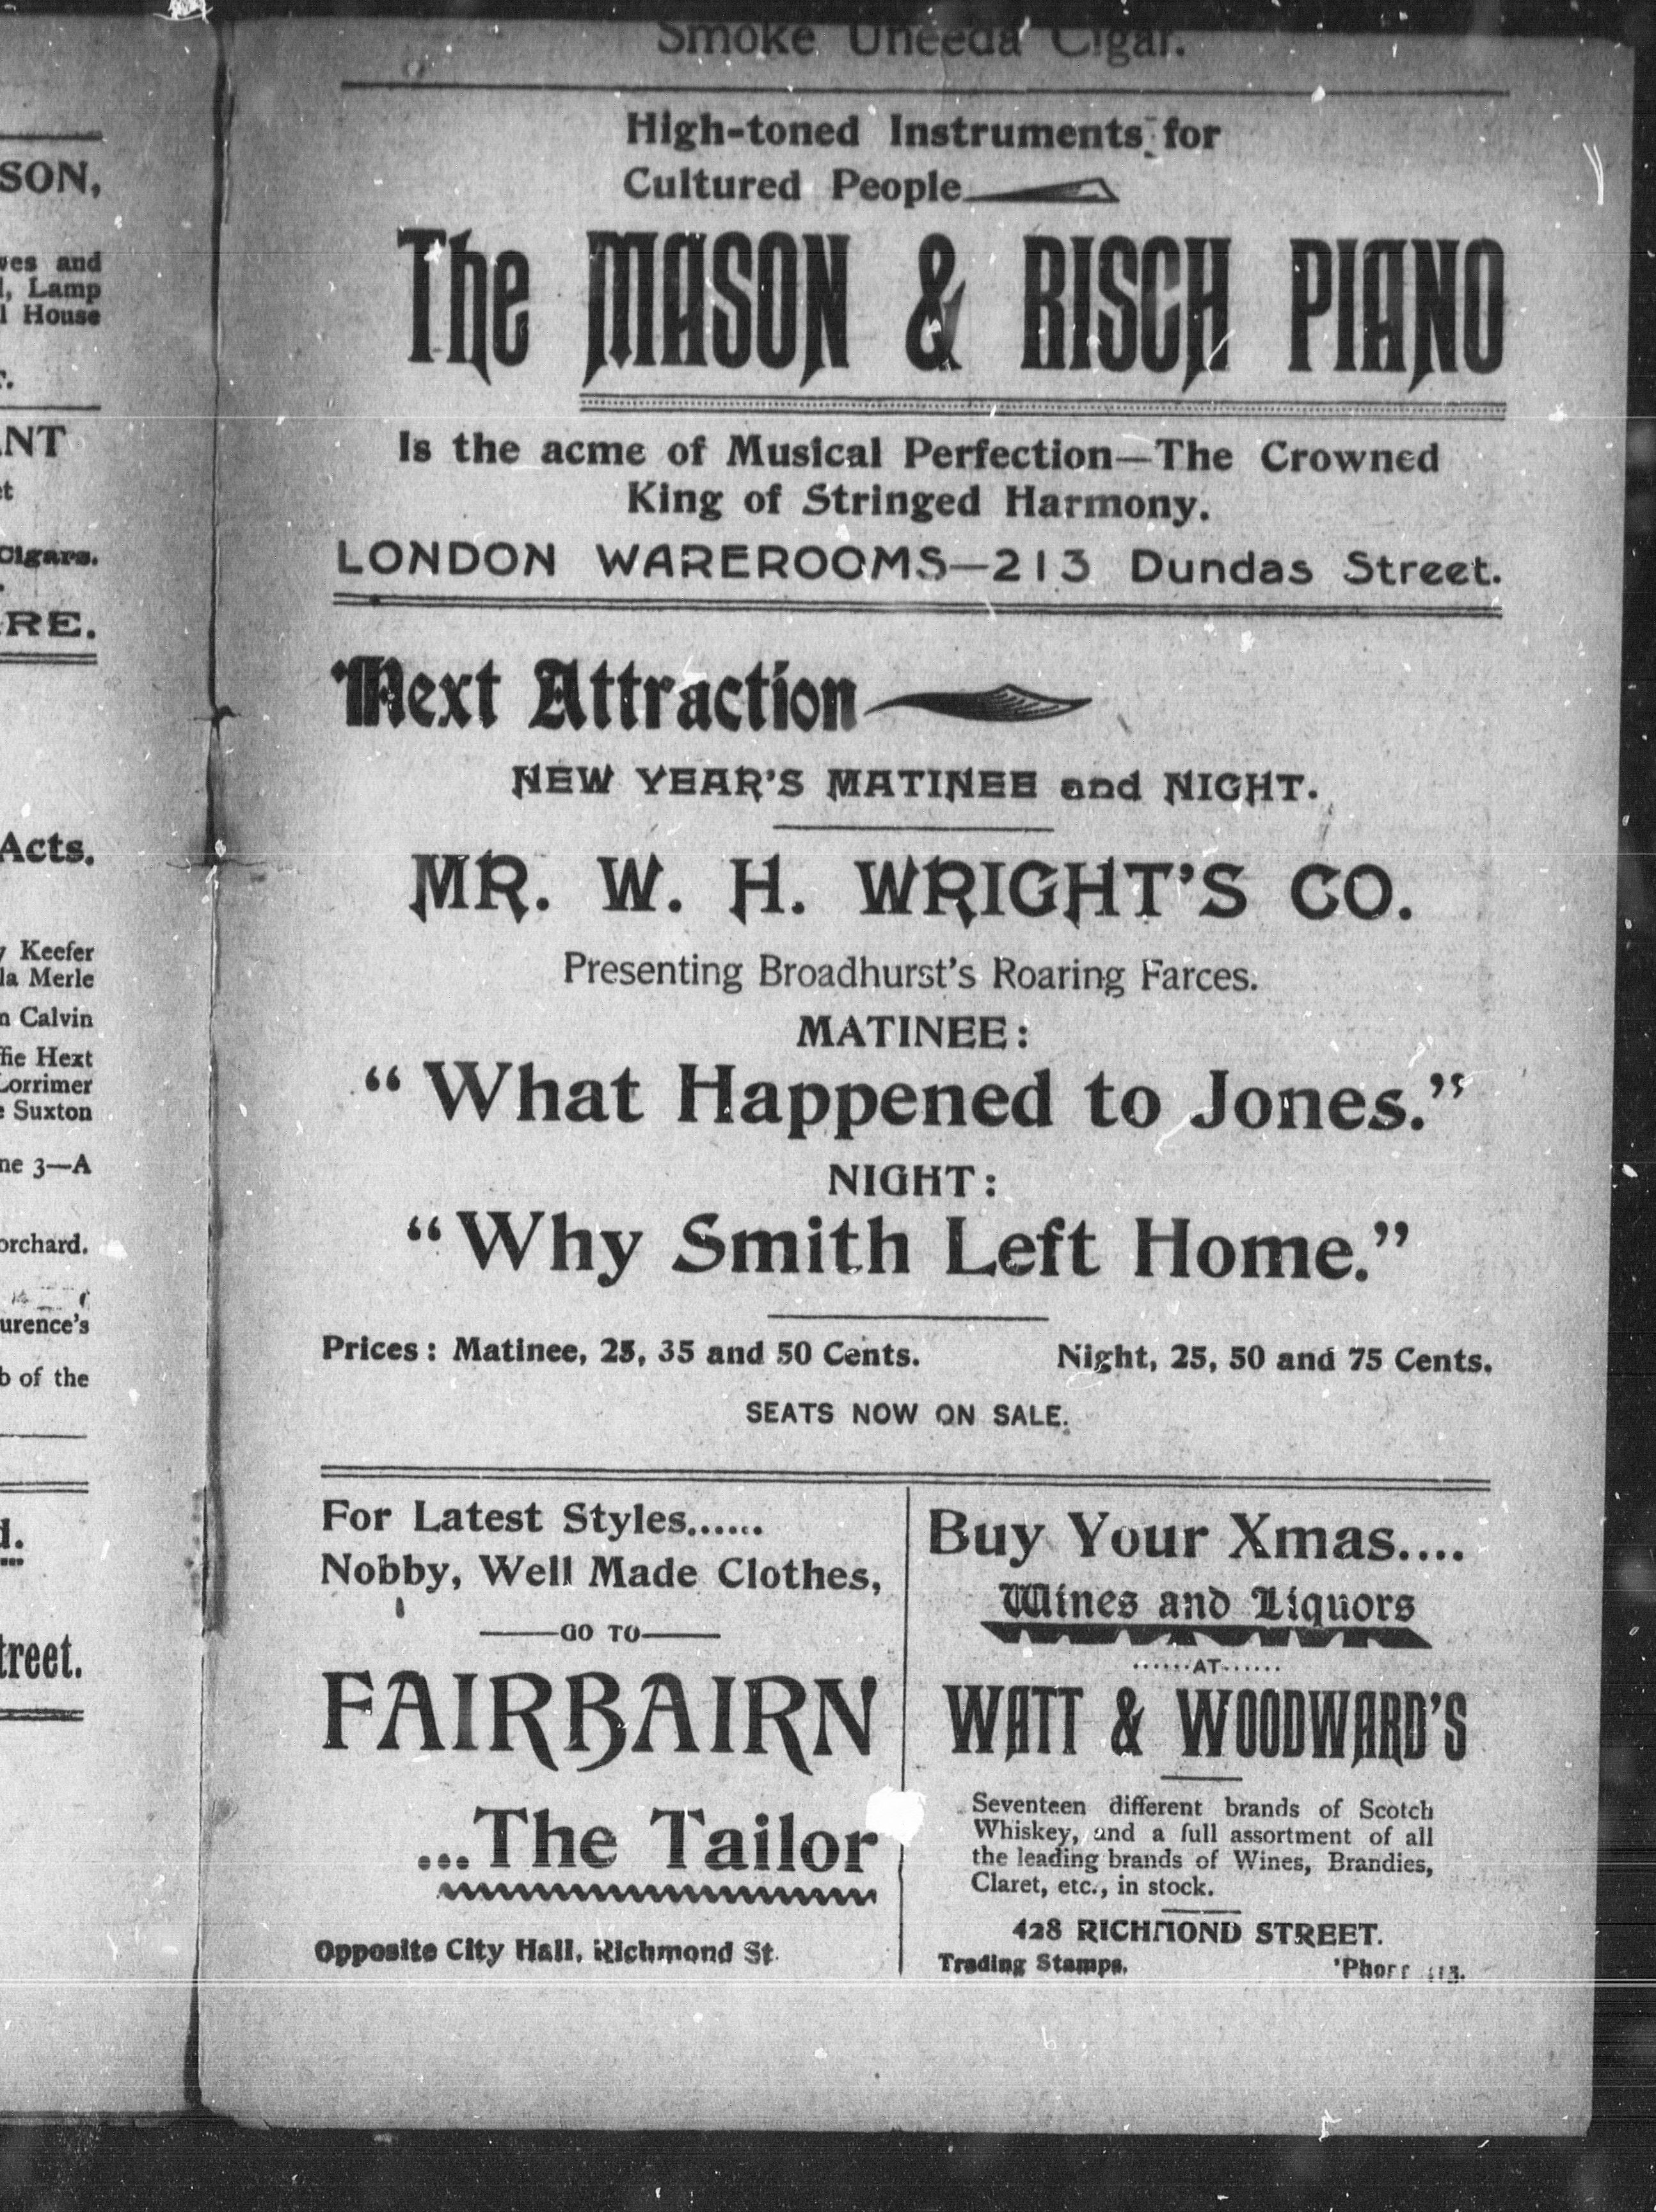 SON,
ves and
Lamp
l House
ANT
Cigars.
RE.
Acts.
Keefer
la Merle
n Calvin
ffie Hext
Lorrimer
e Suxton
ne 3—A
orchard.
urence's
b of the
d.
treet.
Smoke Uneeda Cigar.
High-toned Instruments for
Cultured People
The MASON & RISCH PIANO
Is the acme of Musical Perfection—The Crowned
King of Stringed Harmony.
LONDON WAREROOMS—213 Dundas Street.
Next Attraction
NEW YEAR'S MATINEE and NIGHT.
MR. W. H. WRIGHT'S CO.
Presenting Broadhurst's Roaring Farces.
MATINEE:
"What Happened to Jones."
NIGHT:
"Why Smith Left Home."
Prices: Matinee, 25, 35 and 50 Cents. Night, 25, 50 and 75 Cents.
SEATS NOW ON SALE.
For Latest Styles......
Nobby, Well Made Clothes,
——GO TO——
FAIRBAIRN
...The Tailor
Opposite City Hall, Richmond St.
Buy Your Xmas....
Wines and Liquors
......AT......
WATT & WOODWARD'S
Seventeen different brands of Scotch
Whiskey, and a full assortment of all
the leading brands of Wines, Brandies,
Claret, etc., in stock.
428 RICHMOND STREET.
Trading Stamps.